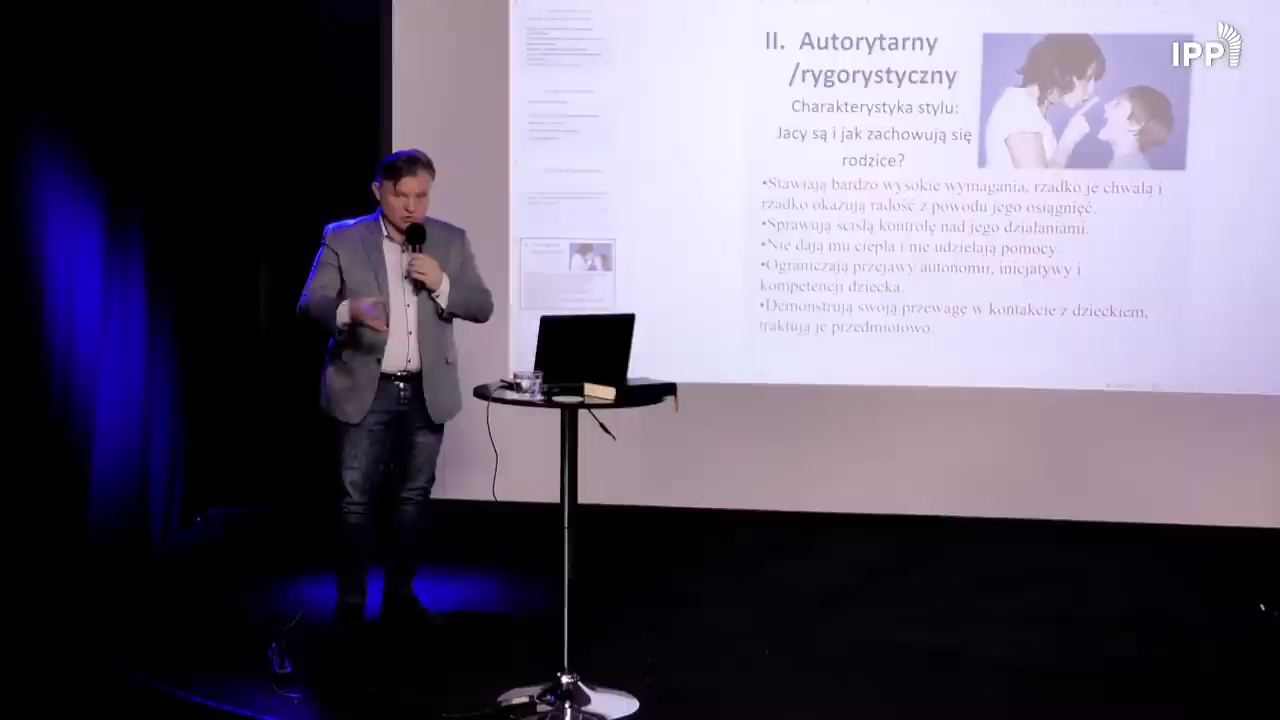 IPP
II. Autorytarny
/rygorystyczny
Charakterystyka stylu:
Jacy są i jak zachowują się
rodzice?
•Stawiają bardzo wysokie wymagania, rzadko je chwalą i
rzadko okazują radość z powodu jego osiągnięć.
•Sprawują ścisłą kontrolę nad jego działaniami.
•Nie dają mu ciepła i nie udzielają pomocy.
•Ograniczają przejawy autonomii, inicjatywy i
kompetencji dziecka.
•Demonstrują swoją przewagę w kontakcie z dzieckiem,
traktują je przedmiotowo.